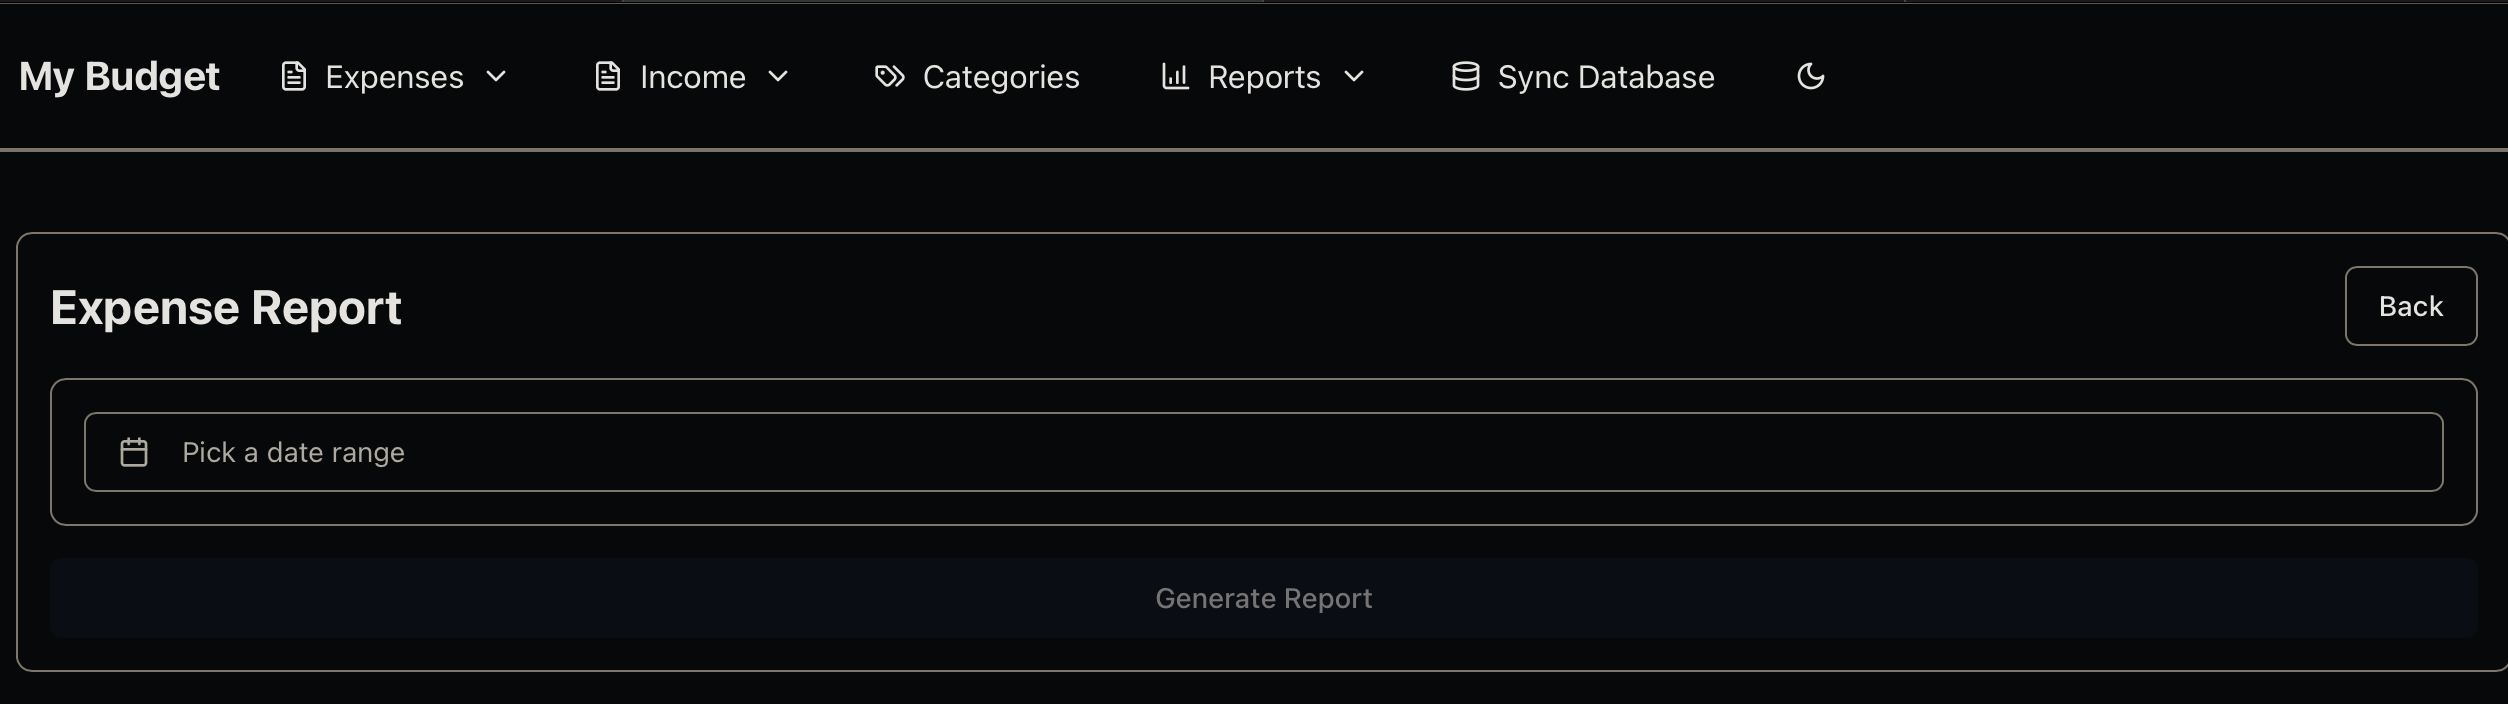 My Budget Expenses Income Categories Reports Sync Database
Expense Report Back
Pick a date range
Generate Report